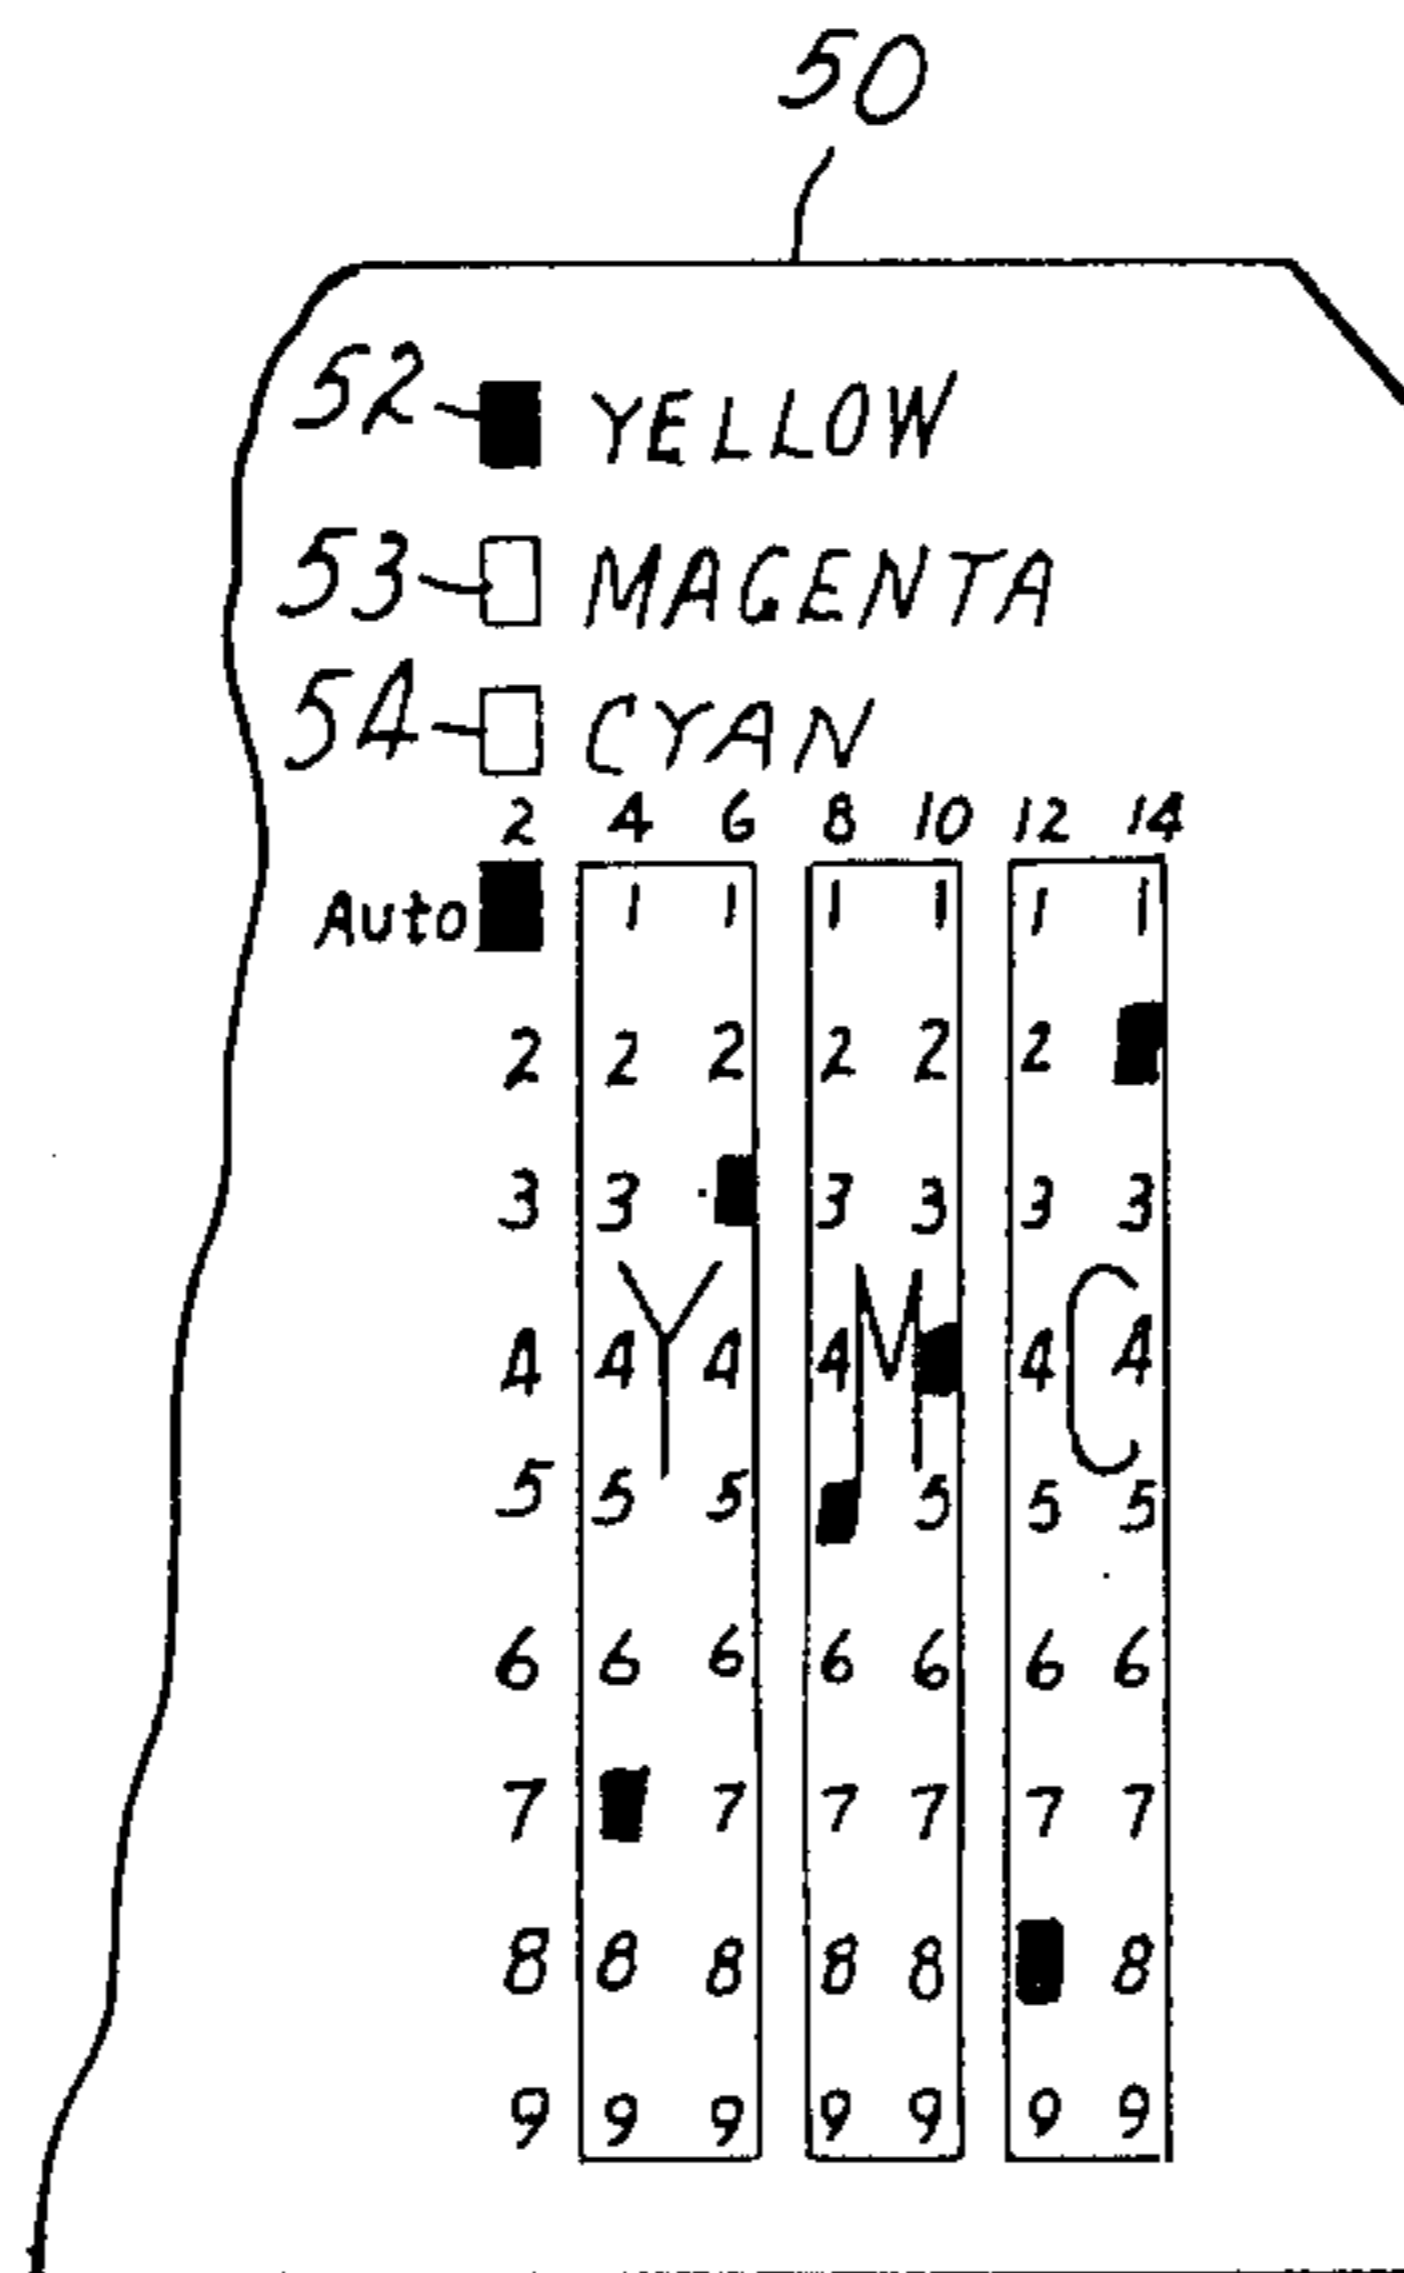 50
52 YELLOW
53 MAGENTA
54 CYAN
2 4 6 8 10 12 14
Auto 1 1 1 1 1 1
2 2 2 2 2 2
3 3 3 3 3 3
Y M C
4 4 4 4 4 4
5 5 5 5 5 5
6 6 6 6 6 6 6
7 7 7 7 7 7
8 8 8 8 8 8
9 9 9 9 9 9 9